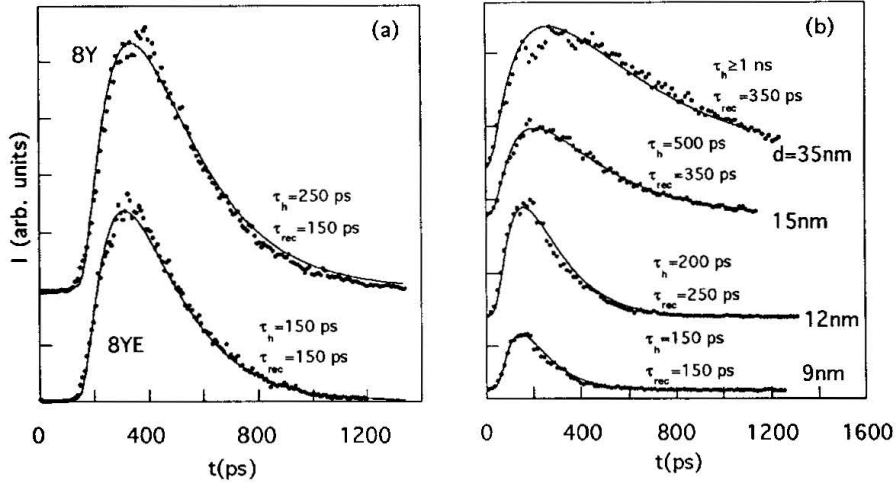 (a)
8Y
τh=250 ps
τrec=150 ps
8YE
τh=150 ps
τrec=150 ps
I (arb. units)
0 400 800 1200
t(ps)
(b)
τh≥1 ns
τrec=350 ps
d=35nm
τh=500 ps
τrec=350 ps
15nm
τh=200 ps
τrec=250 ps
12nm
τh=150 ps
τrec=150 ps
9nm
0 400 800 1200 1600
t(ps)